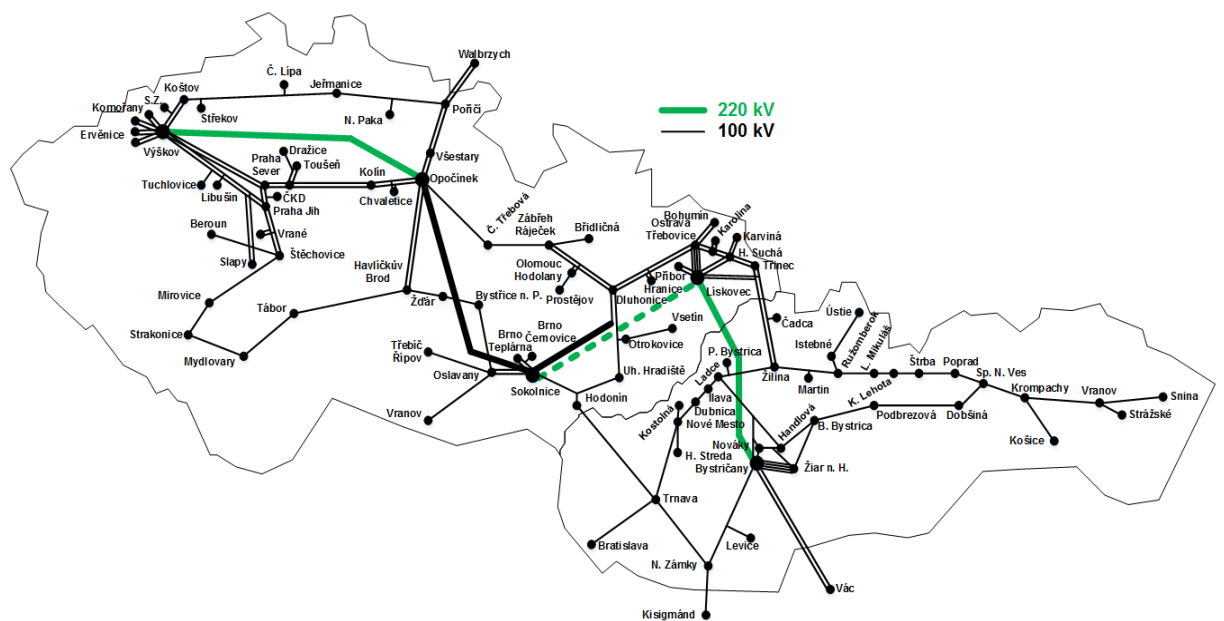 Walbrzych
Č. Lípa
Jeřmanice
Koštov
S.Z.
Komořany
Střekov
N. Paka
Poříčí
220 kV
100 kV
Ervěnice
Výškov
Dražice
Praha
Sever
Toušeň
Kolín
Všestary
Opočínek
Tuchlovice
Libušín
ČKD
Chvaletice
Praha Jih
Beroun
Vrané
Slapy
Štěchovice
Č. Třebová
Zábřeh
Ráječek
Břidličná
Bohumín
Ostrava
Třebovice
Karolina
Karviná
H. Suchá
Třinec
Olomouc
Hodolany
Prostějov
Příbor
Hranice
Dluhonice
Liskovec
Havlíčkův
Brod
Žďár
Bystřice n. P.
Mirovice
Tábor
Strakonice
Mydlovary
Brno
Teplárna
Brno
Černovice
Třebíč
Řípov
Oslavany
Sokolnice
Vranov
Vsetín
Otrokovice
Uh. Hradiště
Hodonín
Čadca
Ústie
Istebné
Ružomberok
L. Mikuláš
Štrba
Poprad
Sp. N. Ves
P. Bystrica
Ladce
Žilina
Martin
Ilava
Dubnica
Nové Mesto
Kostolná
K. Lehota
Krompachy
Vranov
Snina
Strážské
Handlová
B. Bystrica
Podbrezová
Dobšiná
Košice
Nováky
H. Streda
Bystričany
Žiar n. H.
Trnava
Bratislava
Levice
N. Zámky
Vác
Kisigmánd